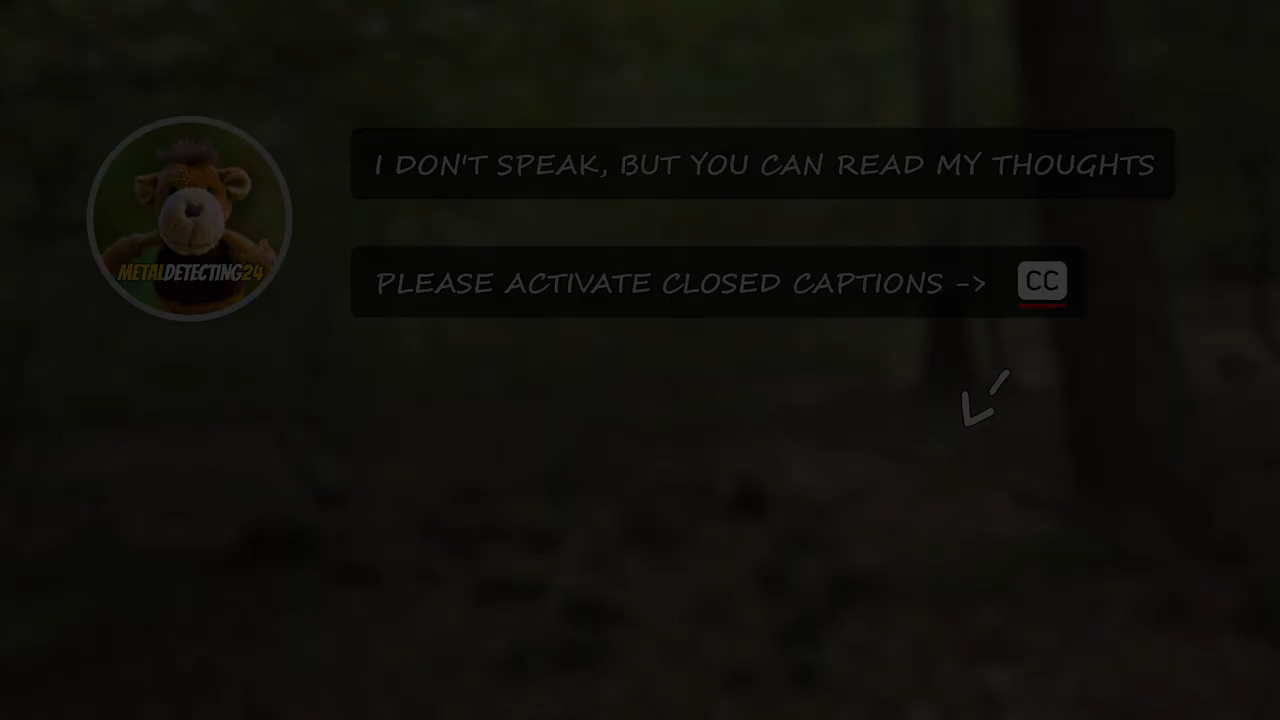 I DON'T SPEAK, BUT YOU CAN READ MY THOUGHTS
METALDETECTING24
PLEASE ACTIVATE CLOSED CAPTIONS -> CC